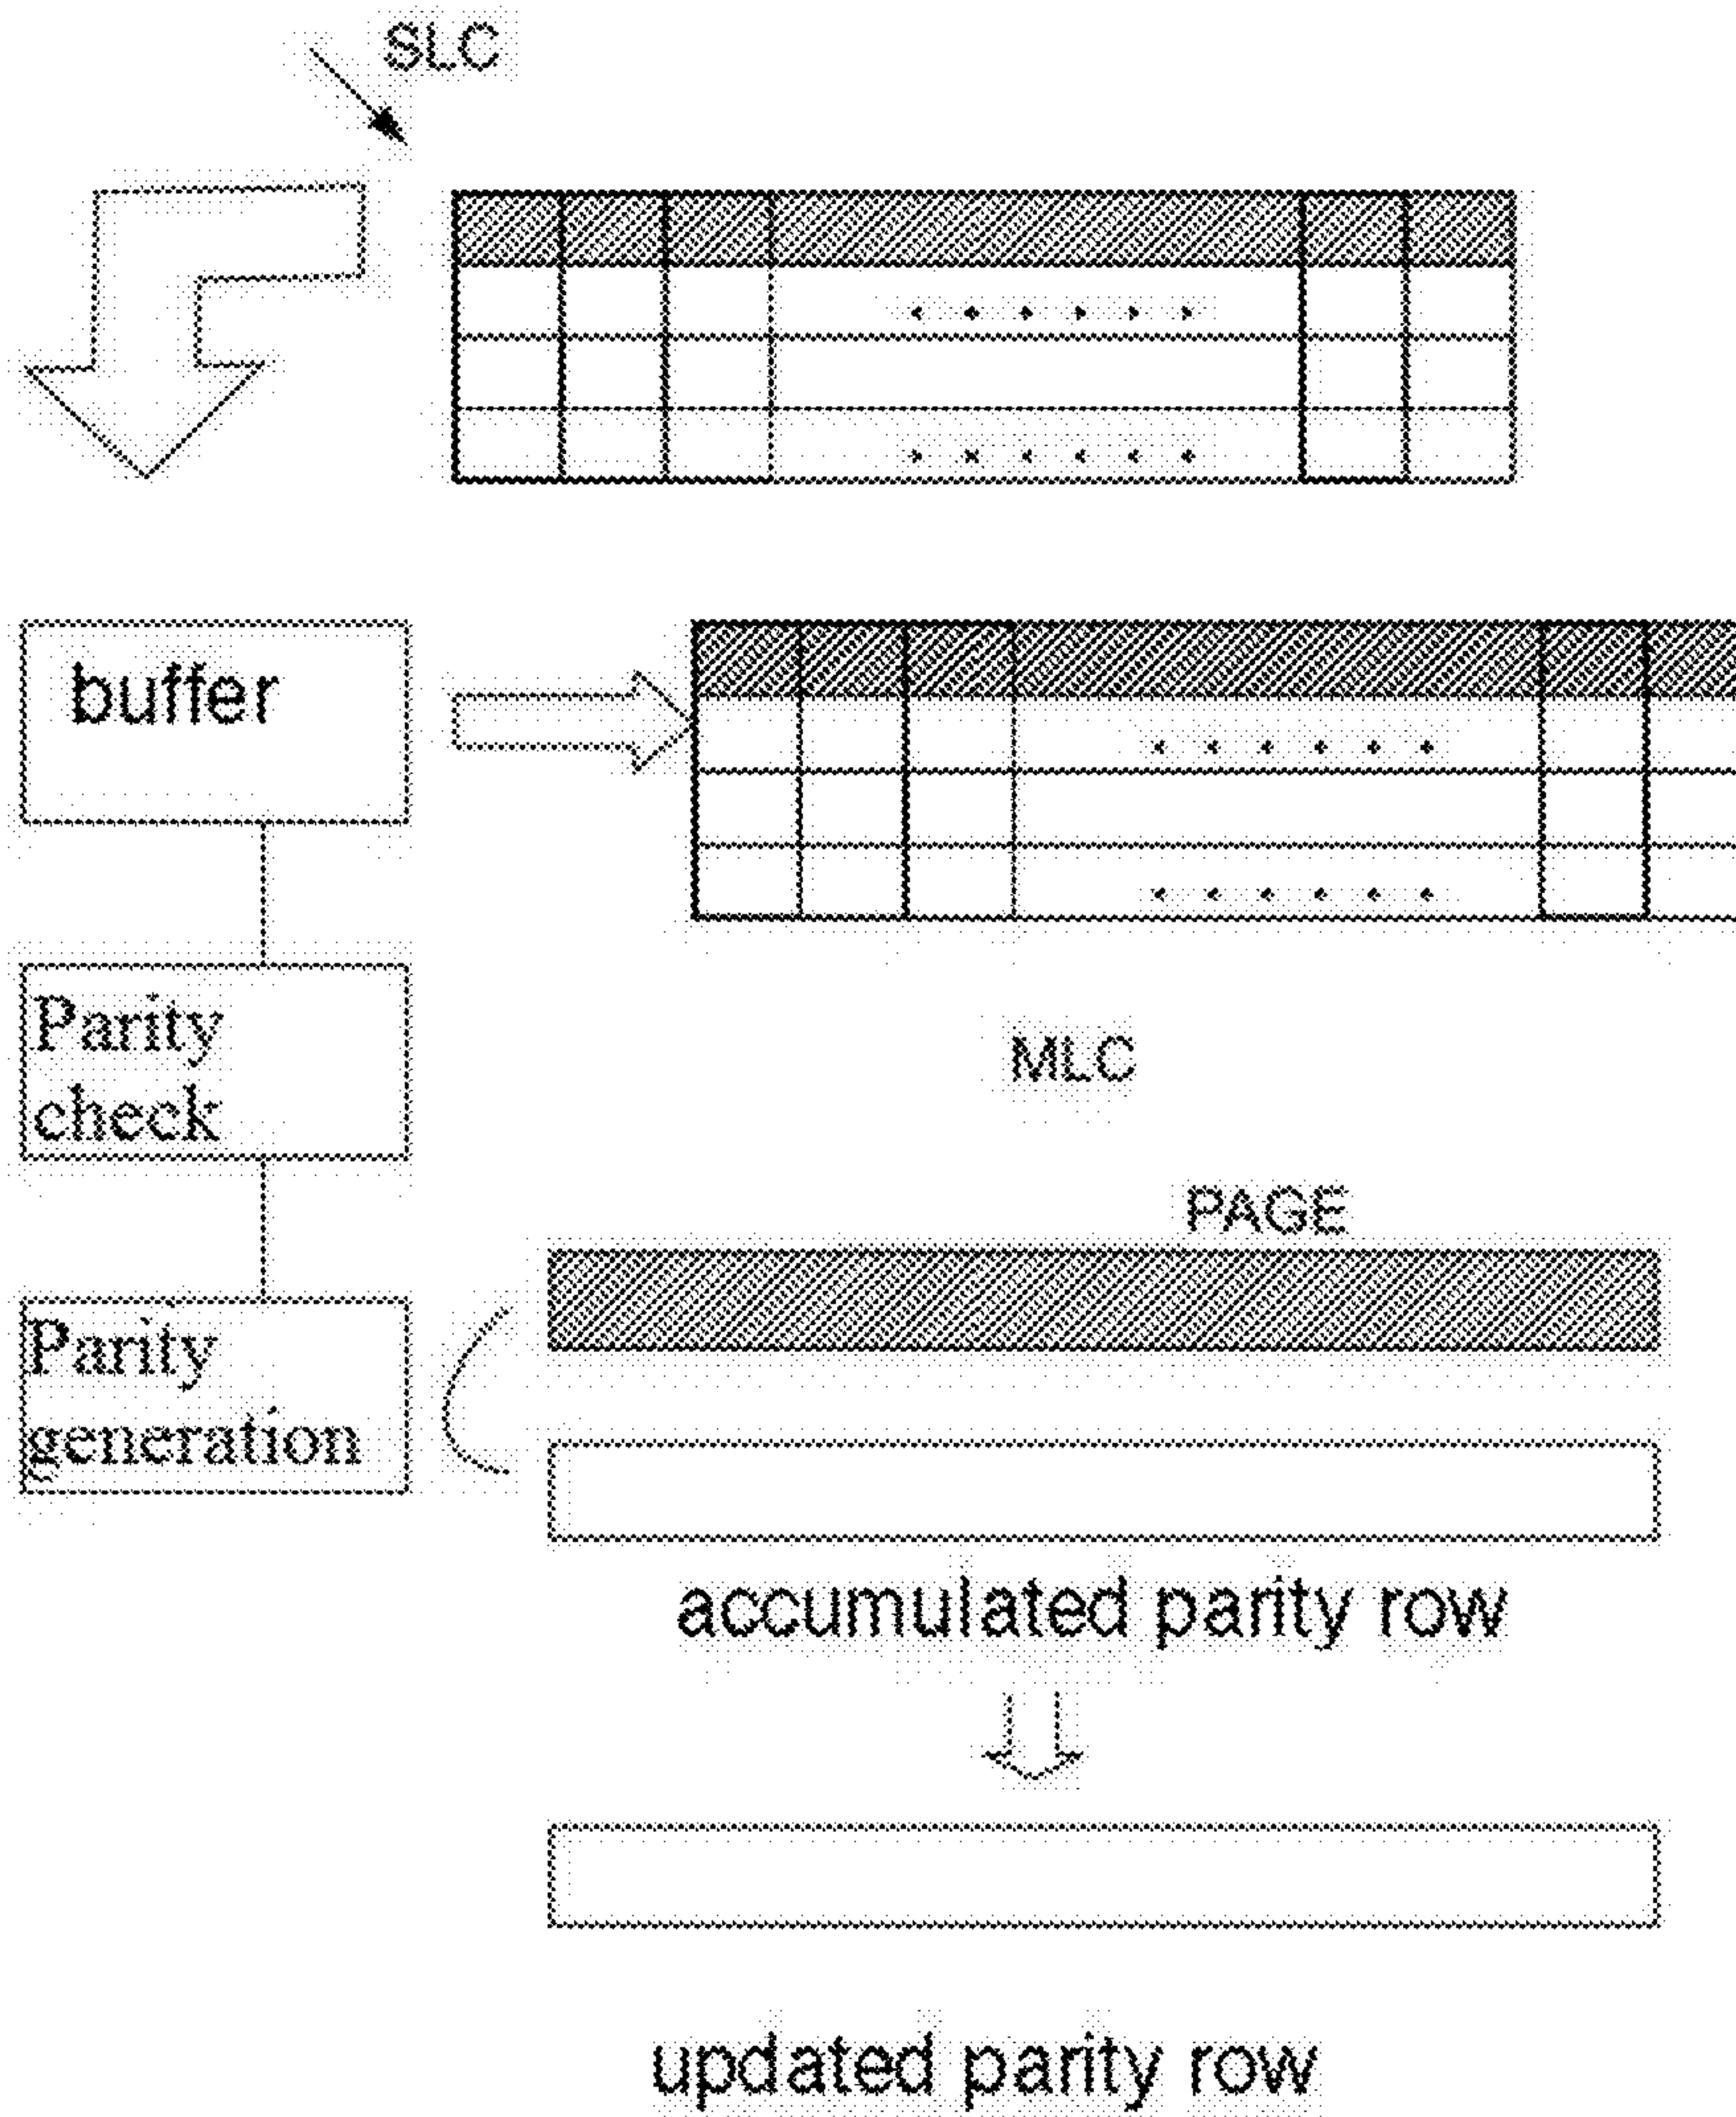 SLC
buffer
Parity
check
MLC
PAGE
Parity
generation
accumulated parity row
updated parity row